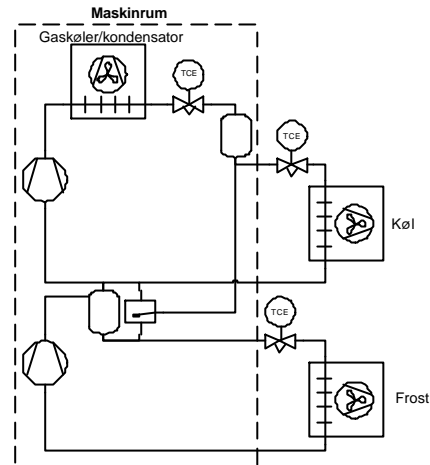 Maskinrum
Gaskøler/kondensator
TCE
TCE
Køl
TCE
Frost